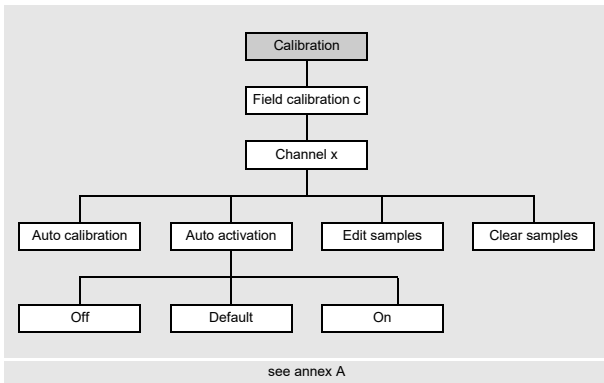 Calibration
Field calibration c
Channel x
Auto calibration
Auto activation
Edit samples
Clear samples
Off
Default
On
see annex A